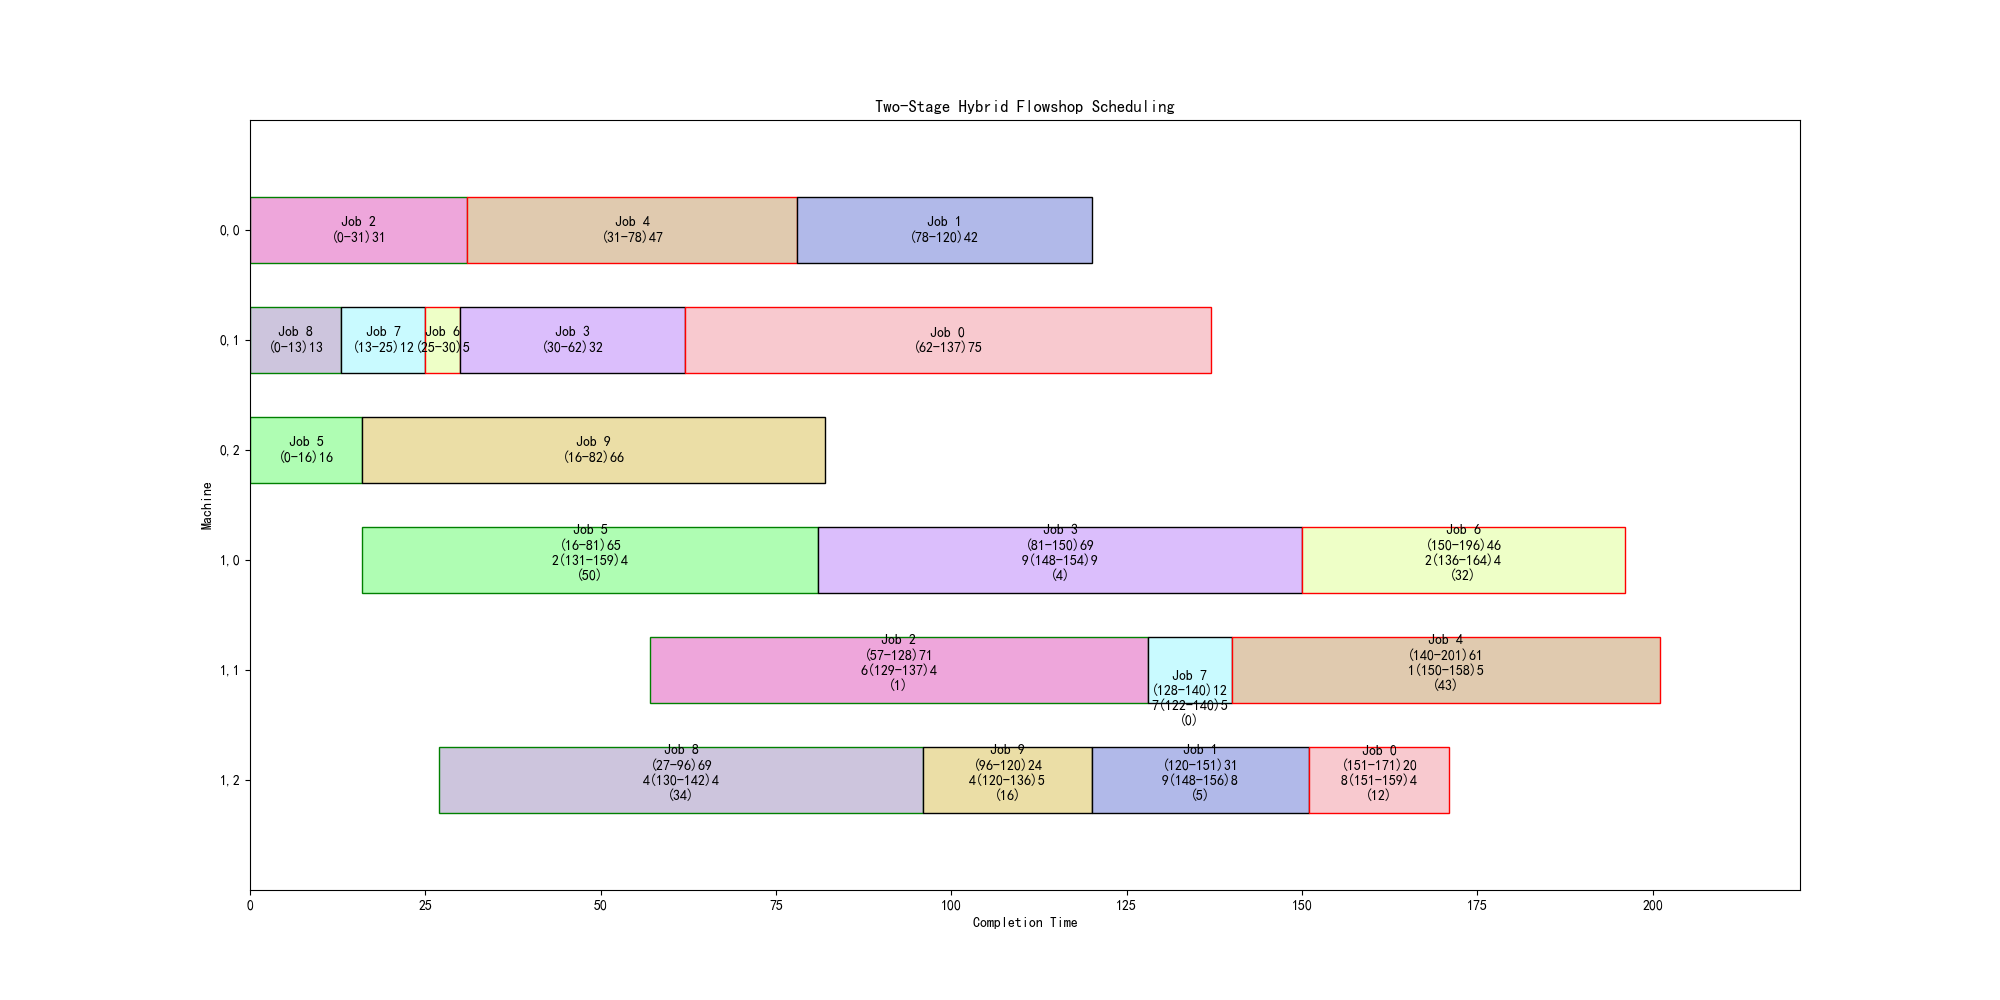 Two-Stage Hybrid Flowshop Scheduling
Machine
0,0
Job 2
(0-31)31
Job 4
(31-78)47
Job 1
(78-120)42
0,1
Job 8
(0-13)13
Job 7
(13-25)12
Job 6
(25-30)5
Job 3
(30-62)32
Job 0
(62-137)75
0,2
Job 5
(0-16)16
Job 9
(16-82)66
1,0
Job 5
(16-81)65
2(131-159)4
(50)
Job 3
(81-150)69
9(148-154)9
(4)
Job 6
(150-196)46
2(136-164)4
(32)
1,1
Job 2
(57-128)71
6(129-137)4
(1)
Job 7
(128-140)12
7(122-140)5
(0)
Job 4
(140-201)61
1(150-158)5
(43)
1,2
Job 8
(27-96)69
4(130-142)4
(34)
Job 9
(96-120)24
4(120-136)5
(16)
Job 1
(120-151)31
9(148-156)8
(5)
Job 0
(151-171)20
8(151-159)4
(12)
0 25 50 75 100 125 150 175 200
Completion Time